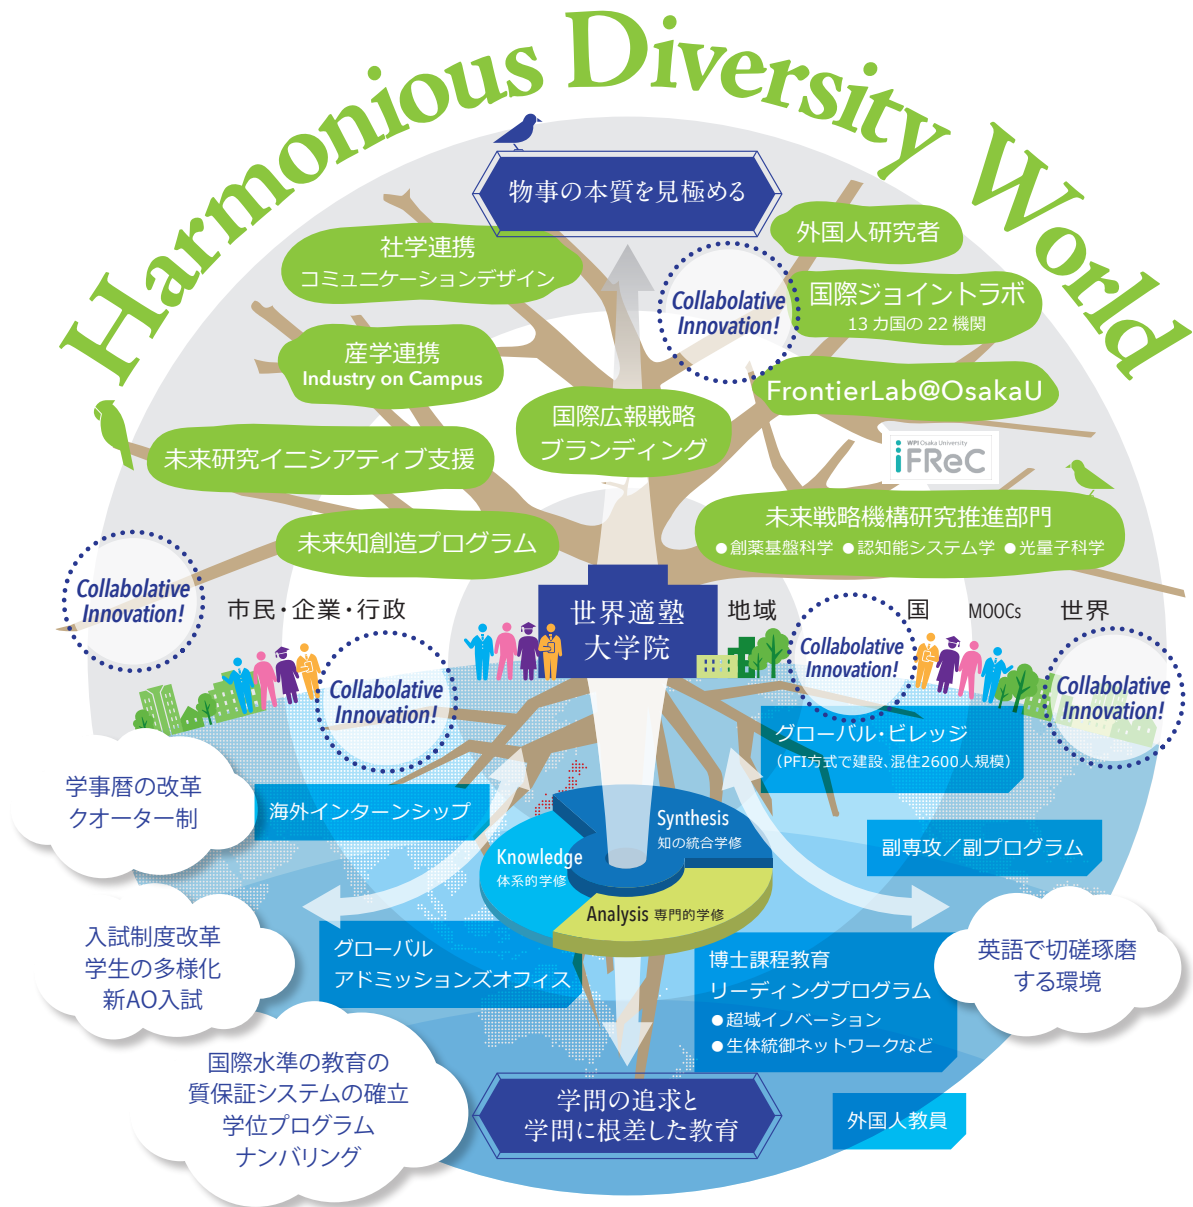 Harmonious Diversity World
物事の本質を見極める
社学連携
コミュニケーションデザイン
外国人研究者
Collabolative
Innovation!
国際ジョイントラボ
13 カ国の 22 機関
産学連携
Industry on Campus
FrontierLab@OsakaU
国際広報戦略
ブランディング
WPI Osaka University
iFReC
未来研究イニシアティブ支援
未来戦略機構研究推進部門
●創薬基盤科学 ●認知脳システム学 ●光量子科学
未来知創造プログラム
Collabolative
Innovation!
市民・企業・行政
世界適塾
大学院
地域
国
MOOCs
世界
Collabolative
Innovation!
Collabolative
Innovation!
Collabolative
Innovation!
グローバル・ビレッジ
（PFI方式で建設、混住2600人規模）
学事暦の改革
クオーター制
海外インターンシップ
Synthesis
知の統合学修
Knowledge
体系的学修
Analysis 専門的学修
副専攻／副プログラム
入試制度改革
学生の多様化
新AO入試
グローバル
アドミッションズオフィス
博士課程教育
リーディングプログラム
●超域イノベーション
●生体統御ネットワークなど
英語で切磋琢磨
する環境
国際水準の教育の
質保証システムの確立
学位プログラム
ナンバリング
学問の追求と
学問に根差した教育
外国人教員